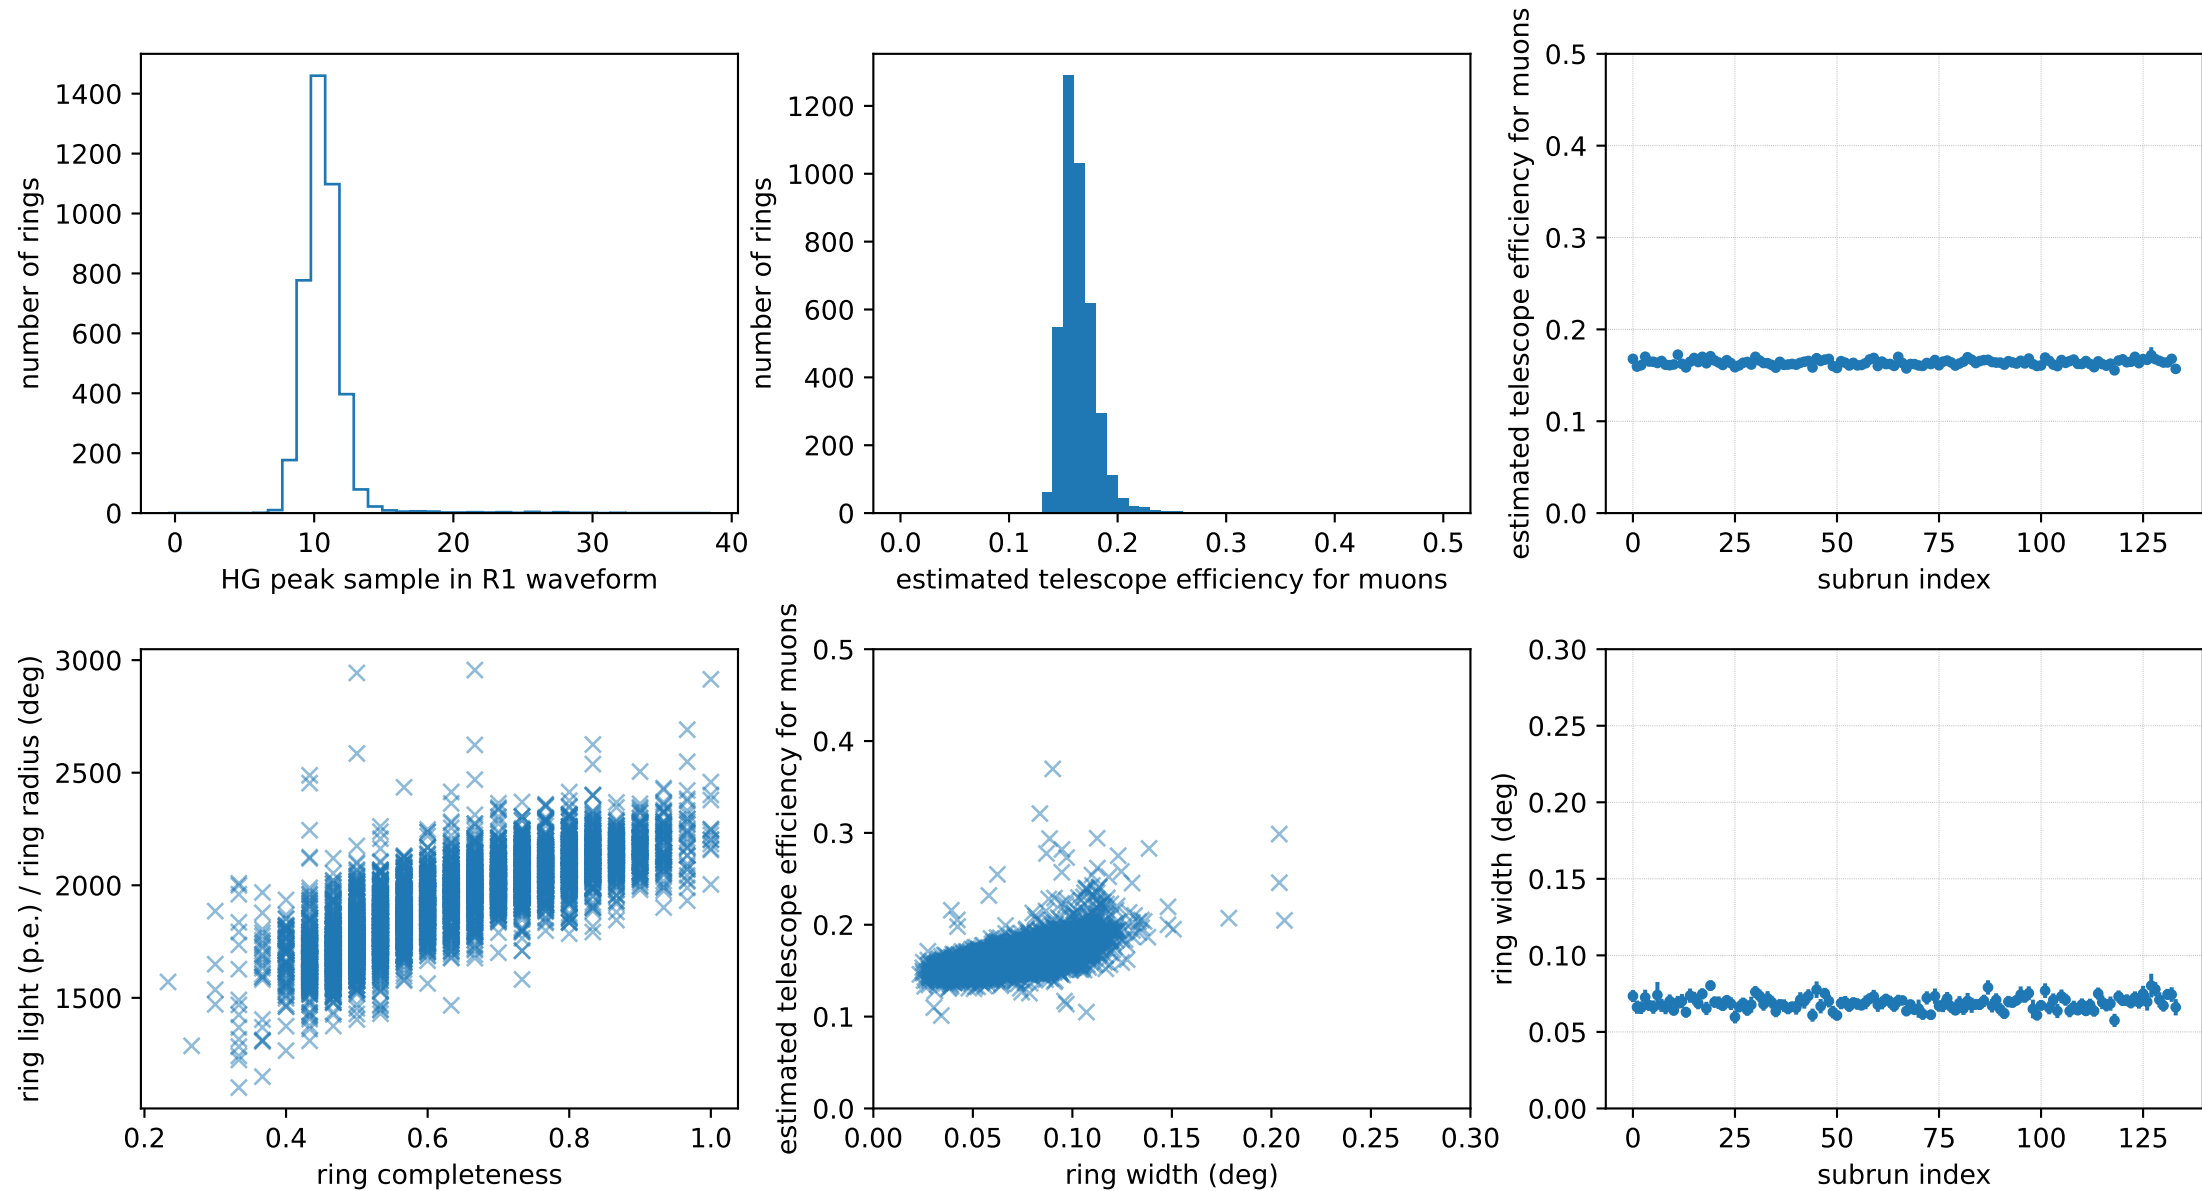 number of rings
1400
1200
1000
800
600
400
200
0
0 10 20 30 40
HG peak sample in R1 waveform
number of rings
1200
1000
800
600
400
200
0
0.0 0.1 0.2 0.3 0.4 0.5
estimated telescope efficiency for muons
estimated telescope efficiency for muons
0.5
0.4
0.3
0.2
0.1
0.0
0 25 50 75 100 125
subrun index
ring light (p.e.) / ring radius (deg)
3000
2500
2000
1500
0.2 0.4 0.6 0.8 1.0
ring completeness
estimated telescope efficiency for muons
0.5
0.4
0.3
0.2
0.1
0.0
0.00 0.05 0.10 0.15 0.20 0.25 0.30
ring width (deg)
ring width (deg)
0.30
0.25
0.20
0.15
0.10
0.05
0.00
0 25 50 75 100 125
subrun index